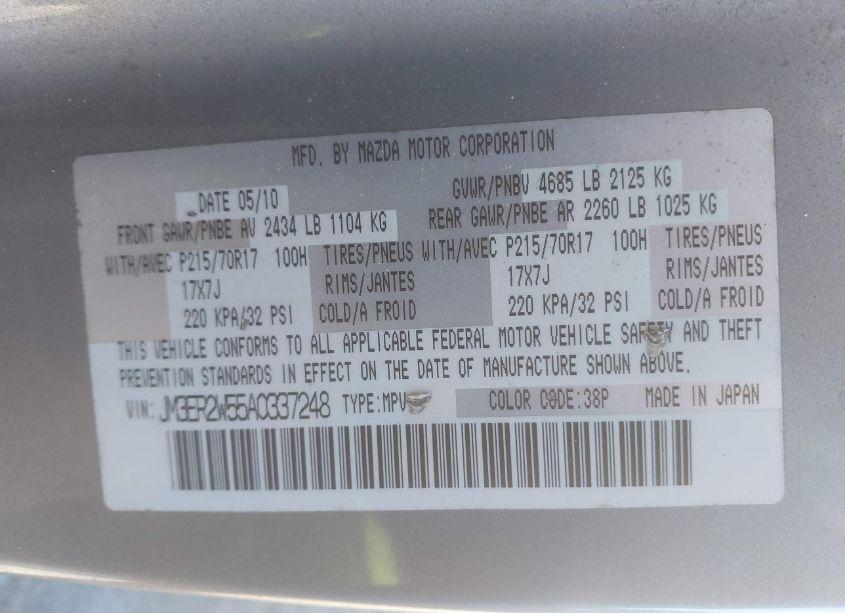 MFD. BY MAZDA MOTOR CORPORATION
DATE 05/10 GVWR/PNBV 4685 LB 2125 KG
FRONT GAWR/PNBE AV 2434 LB 1104 KG REAR GAWR/PNBE AR 2260 LB 1025 KG
WITH/AVEC P215/70R17 100H TIRES/PNEUS WITH/AVEC P215/70R17 100H TIRES/PNEUS
17X7J RIMS/JANTES 17X7J RIMS/JANTES
220 KPA/32 PSI COLD/A FROID 220 KPA/32 PSI COLD/A FROID
THIS VEHICLE CONFORMS TO ALL APPLICABLE FEDERAL MOTOR VEHICLE SAFETY AND THEFT
PREVENTION STANDARDS IN EFFECT ON THE DATE OF MANUFACTURE SHOWN ABOVE.
VIN: JM3ER2W55A0337248 TYPE:MPV COLOR CODE:38P MADE IN JAPAN